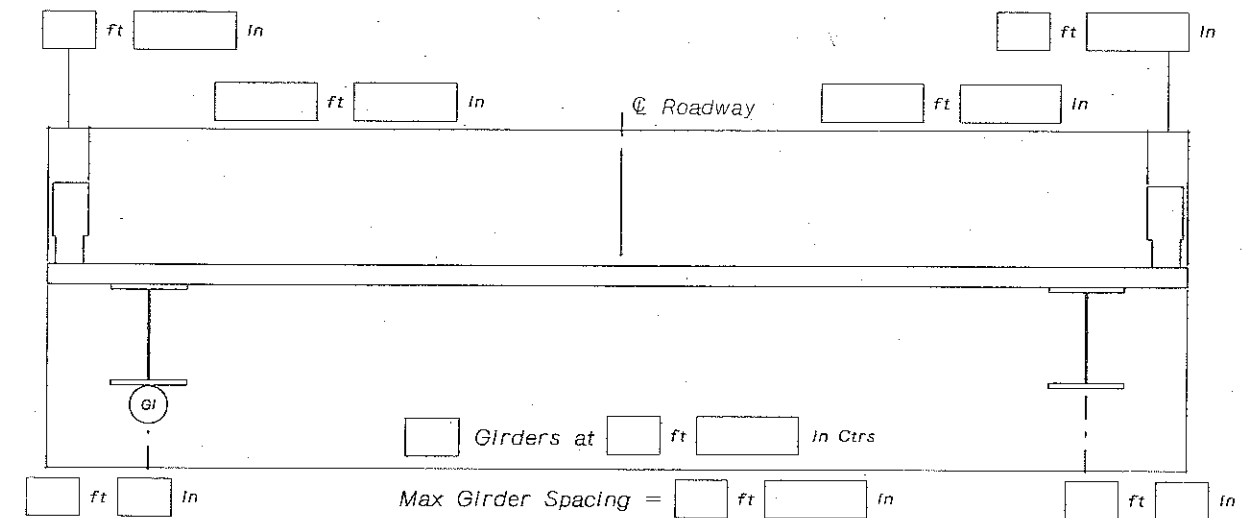 ft In ft In
ft In ℄ Roadway ft In
GI
Girders at ft In Ctrs
ft In Max Girder Spacing = ft In ft In